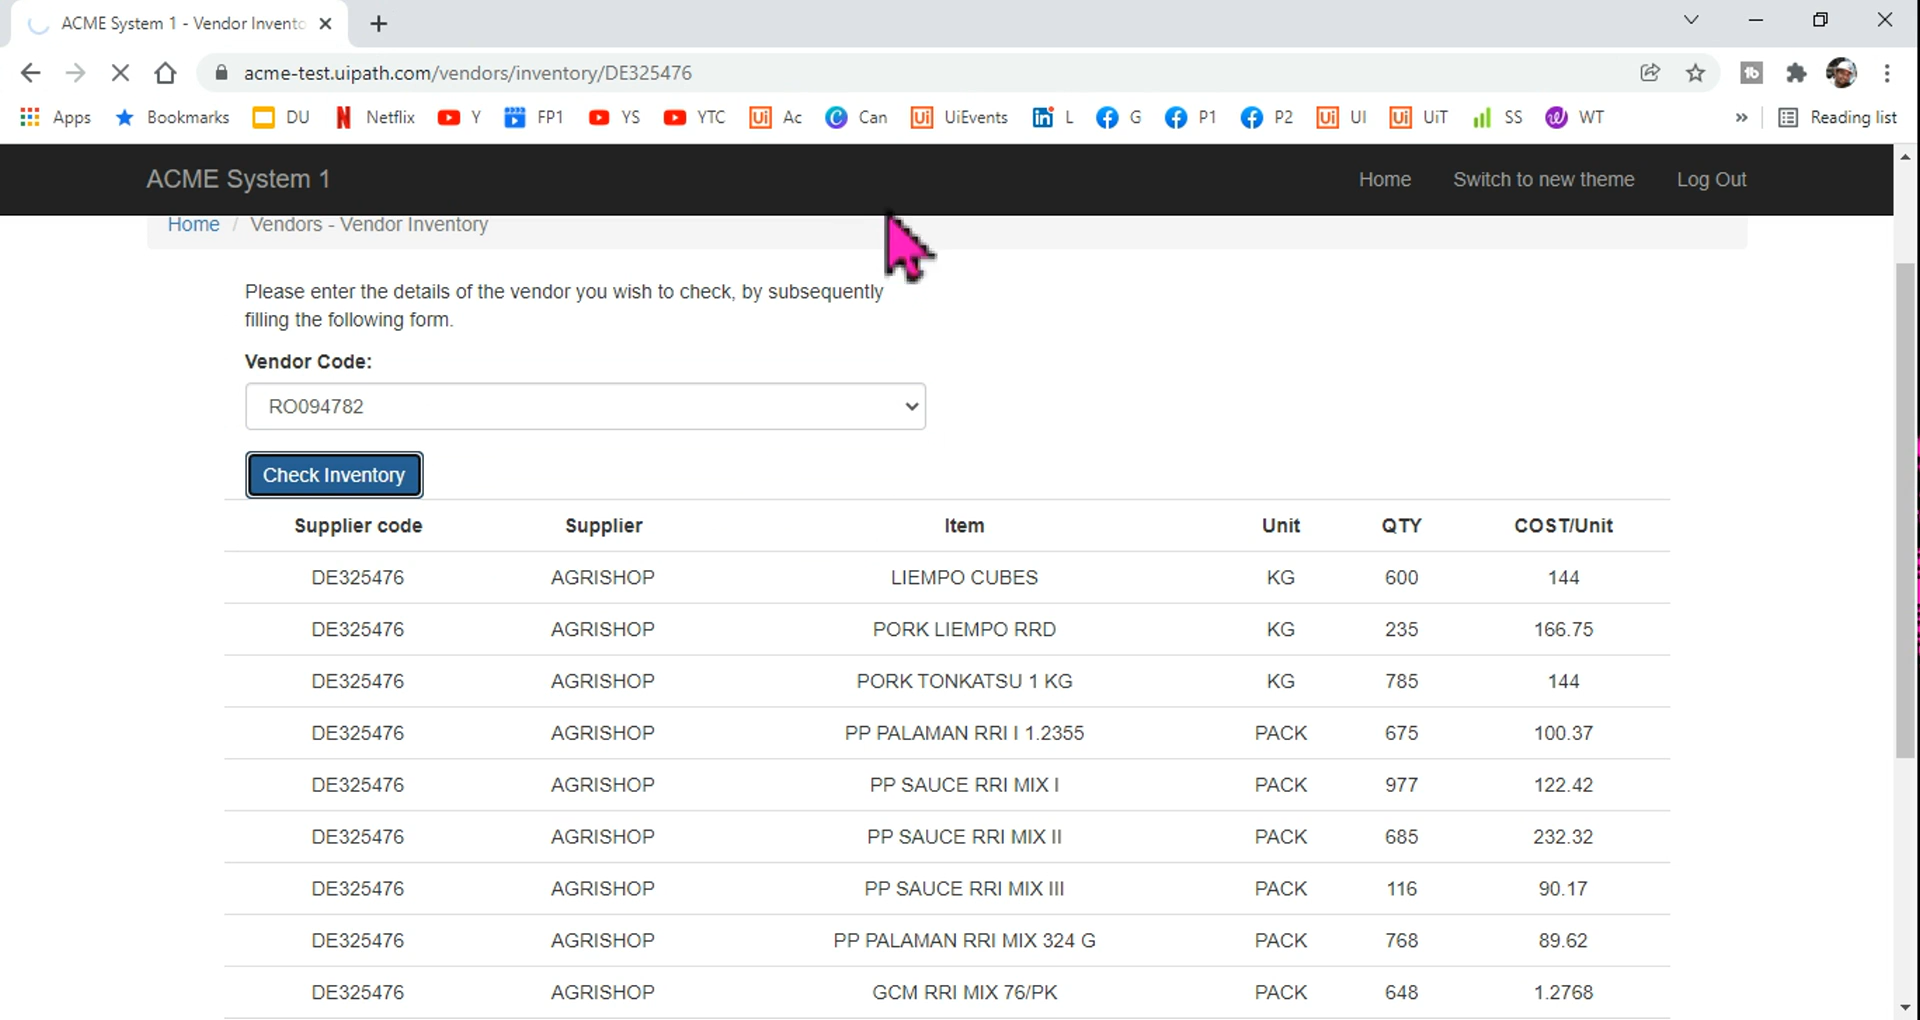 ACME System 1 - Vendor Invento
acme-test.uipath.com/vendors/inventory/DE325476
Apps Bookmarks DU Netflix Y FP1 YS YTC Ac Can UiEvents L G P1 P2 UI UiT SS WT » Reading list
ACME System 1 Home Switch to new theme Log Out
Home / Vendors - Vendor Inventory
Please enter the details of the vendor you wish to check, by subsequently
filling the following form.
Vendor Code:
RO094782
Check Inventory
Supplier code Supplier Item Unit QTY COST/Unit
DE325476 AGRISHOP LIEMPO CUBES KG 600 144
DE325476 AGRISHOP PORK LIEMPO RRD KG 235 166.75
DE325476 AGRISHOP PORK TONKATSU 1 KG KG 785 144
DE325476 AGRISHOP PP PALAMAN RRI I 1.2355 PACK 675 100.37
DE325476 AGRISHOP PP SAUCE RRI MIX I PACK 977 122.42
DE325476 AGRISHOP PP SAUCE RRI MIX II PACK 685 232.32
DE325476 AGRISHOP PP SAUCE RRI MIX III PACK 116 90.17
DE325476 AGRISHOP PP PALAMAN RRI MIX 324 G PACK 768 89.62
DE325476 AGRISHOP GCM RRI MIX 76/PK PACK 648 1.2768